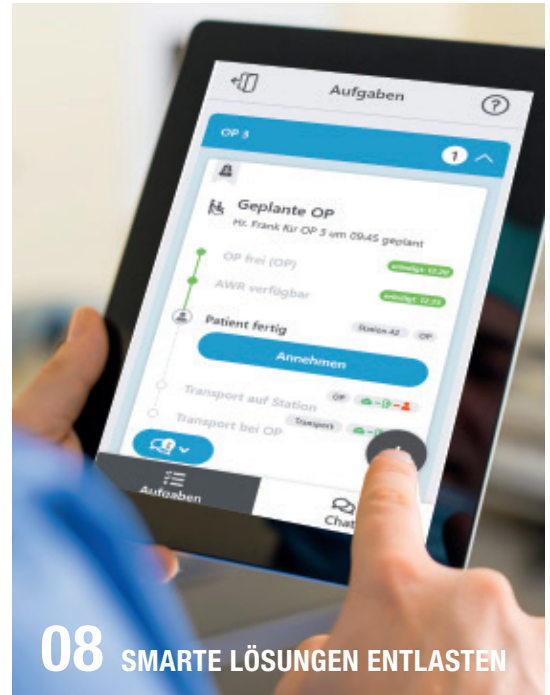 Aufgaben
?
OP 3
1
Geplante OP
Hr. Frank für OP 3 um 09:45 geplant
OP frei (OP)
AWR verfügbar
Patient fertig
Station A2 OP
Annehmen
Transport auf Station OP
Transport bei OP Transport
Aufgaben
Chat
08 SMARTE LÖSUNGEN ENTLASTEN